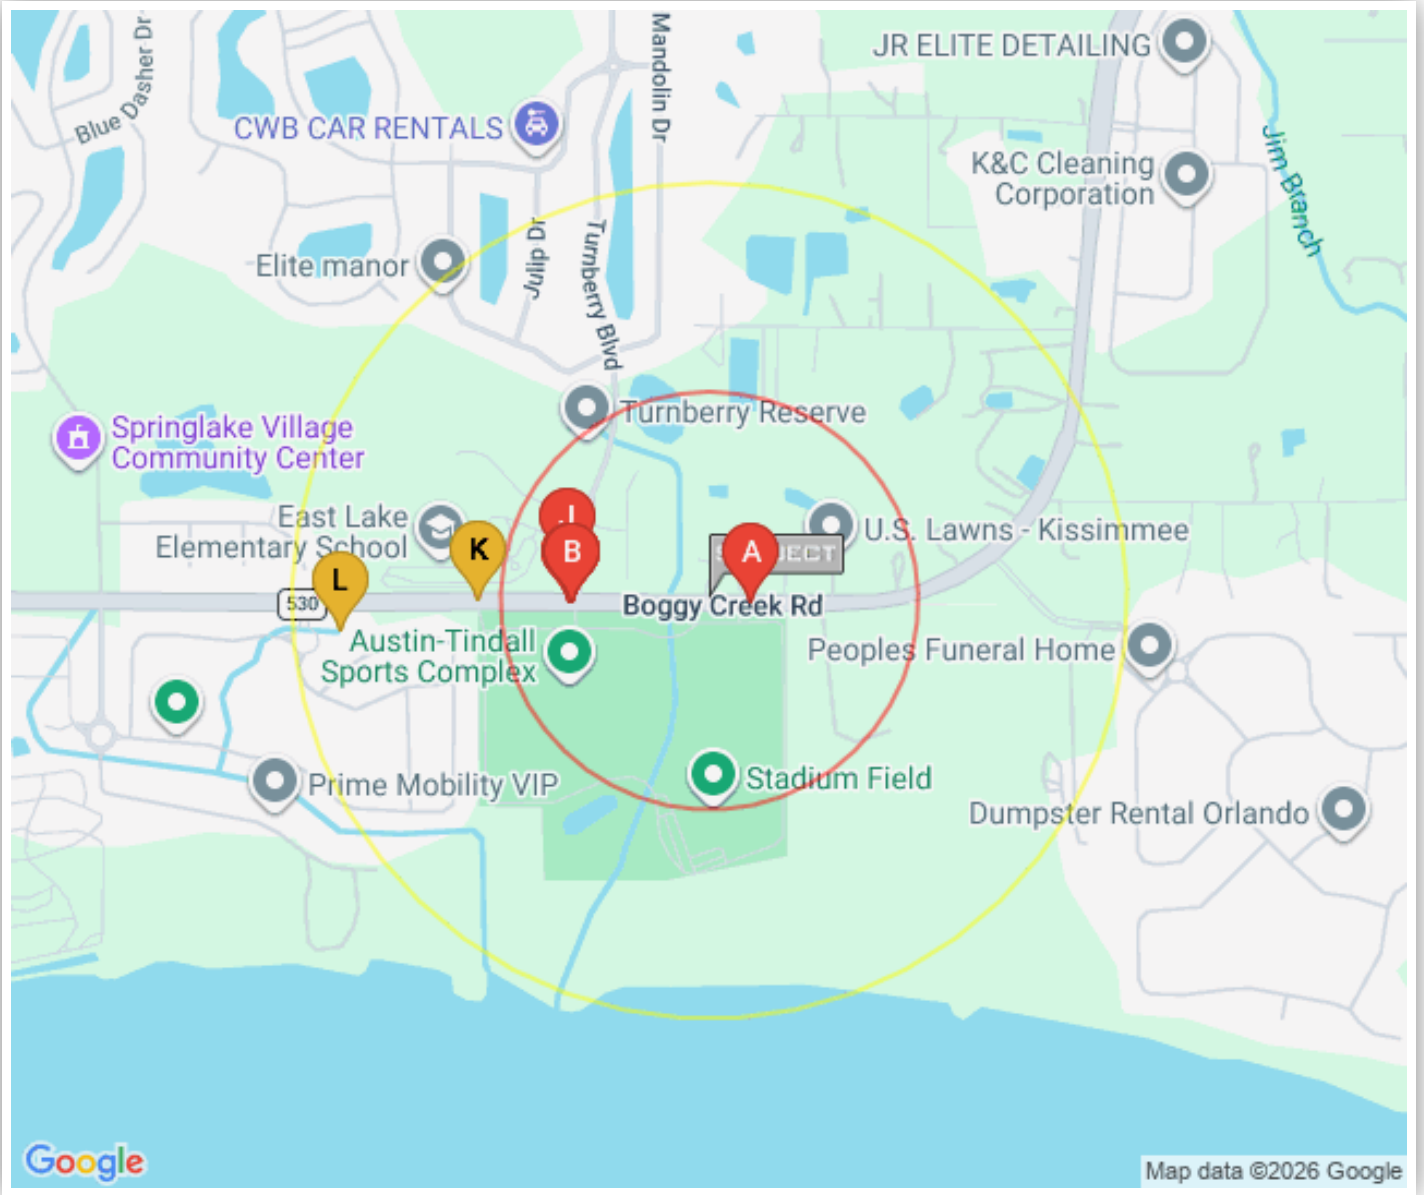 Blue Dasher Dr
Mandolin Dr
JR ELITE DETAILING
CWB CAR RENTALS
Jim Branch
K&C Cleaning
Corporation
Julip Dr
Turnberry Blvd
Elite manor
Turnberry Reserve
Springlake Village
Community Center
East Lake
Elementary School
J
K
B
A
U.S. Lawns - Kissimmee
L
530
Boggy Creek Rd
Austin-Tindall
Sports Complex
Peoples Funeral Home
Prime Mobility VIP
Stadium Field
Dumpster Rental Orlando
Google
Map data ©2026 Google